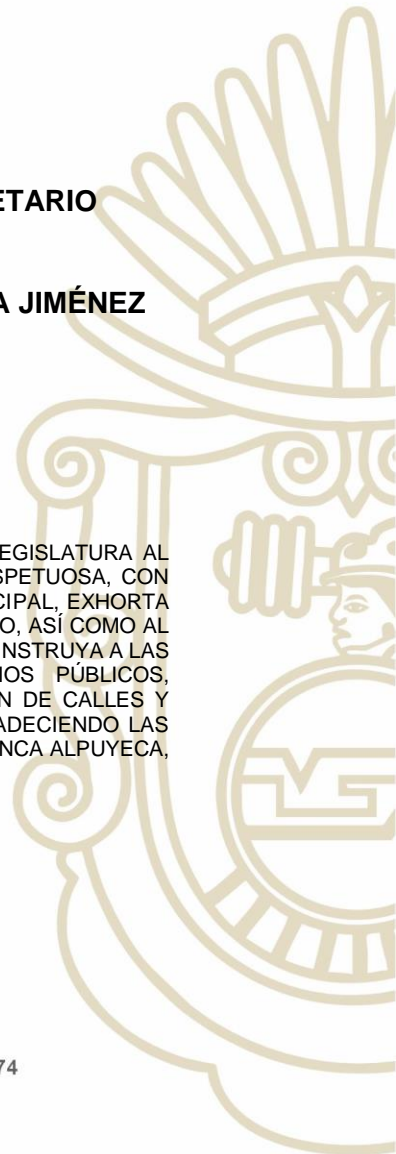 ETARIO
A JIMÉNEZ
EGISLATURA AL
SPETUOSA, CON
CIPAL, EXHORTA
O, ASÍ COMO AL
INSTRUYA A LAS
IOS PÚBLICOS,
N DE CALLES Y
ADECIENDO LAS
NCA ALPUYECA,
74